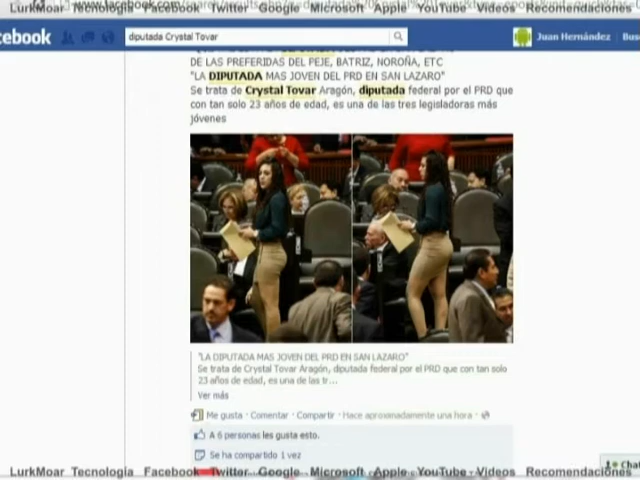 LurkMoar Tecnologia Facebook Twitter Google Microsoft Apple YouTube Videos Recomendaciones
cebook
diputada Crystal Tovar
Juan Hernández
DE LAS PREFERIDAS DEL PEJE, BATRIZ, NOROÑA, ETC
"LA DIPUTADA MAS JOVEN DEL PRD EN SAN LAZARO"
Se trata de Crystal Tovar Aragón, diputada federal por el PRD que
con tan solo 23 años de edad, es una de las tres legisladoras más
jóvenes
"LA DIPUTADA MAS JOVEN DEL PRD EN SAN LAZARO"
Se trata de Crystal Tovar Aragón, diputada federal por el PRD que con tan solo
23 años de edad, es una de las tr...
Ver más
Me gusta · Comentar · Compartir · Hace aproximadamente una hora ·
A 6 personas les gusta esto.
Se ha compartido 1 vez
Chat
LurkMoar Tecnologia Facebook Twitter Google Microsoft Apple YouTube Videos Recomendaciones